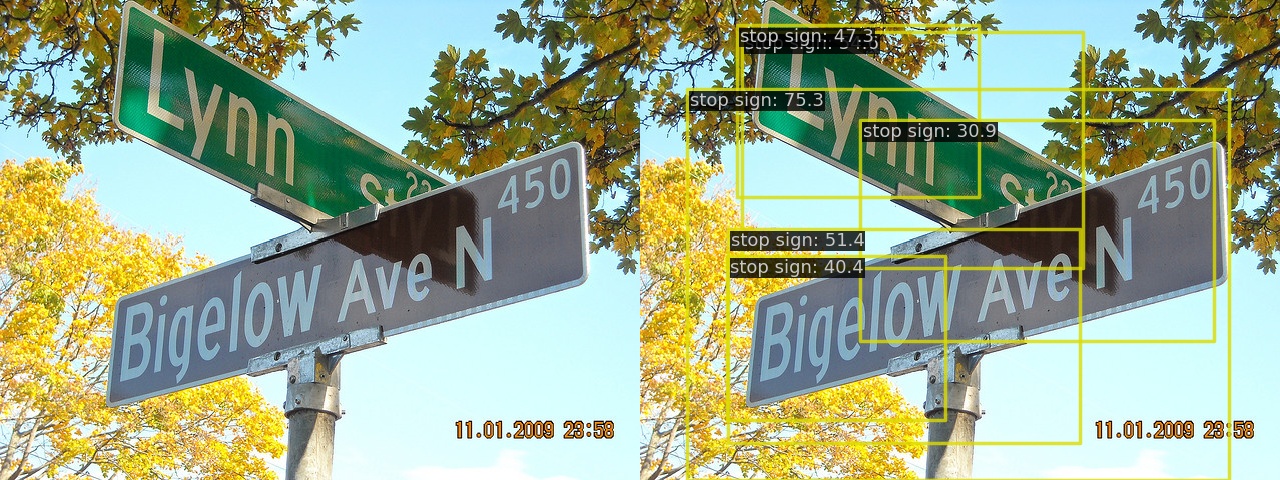 Lynn St
450
Bigelow Ave N
11.01.2009 23:58
stop sign: 47.3
stop sign: 75.3
stop sign: 30.9
Lynn St
450
stop sign: 51.4
stop sign: 40.4
Bigelow Ave N
11.01.2009 23:58